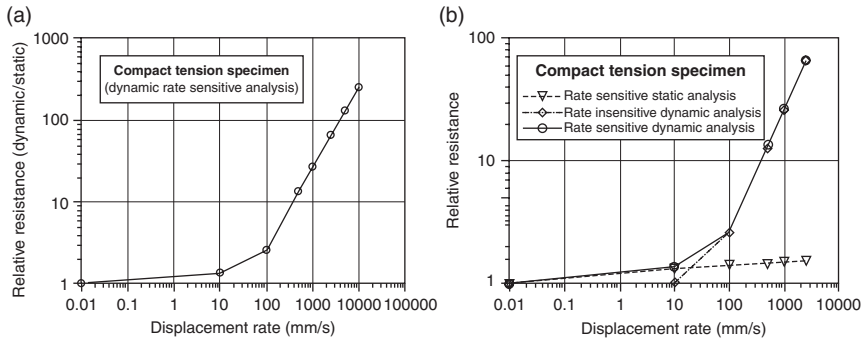 (a)
1000
100
10
1
Relative resistance (dynamic/static)
Compact tension specimen
(dynamic rate sensitive analysis)
0.01 0.1 1 10 100 1000 10000 100000
Displacement rate (mm/s)
(b)
100
10
1
Relative resistance
Compact tension specimen
Rate sensitive static analysis
Rate insensitive dynamic analysis
Rate sensitive dynamic analysis
0.01 0.1 1 10 100 1000 10000
Displacement rate (mm/s)